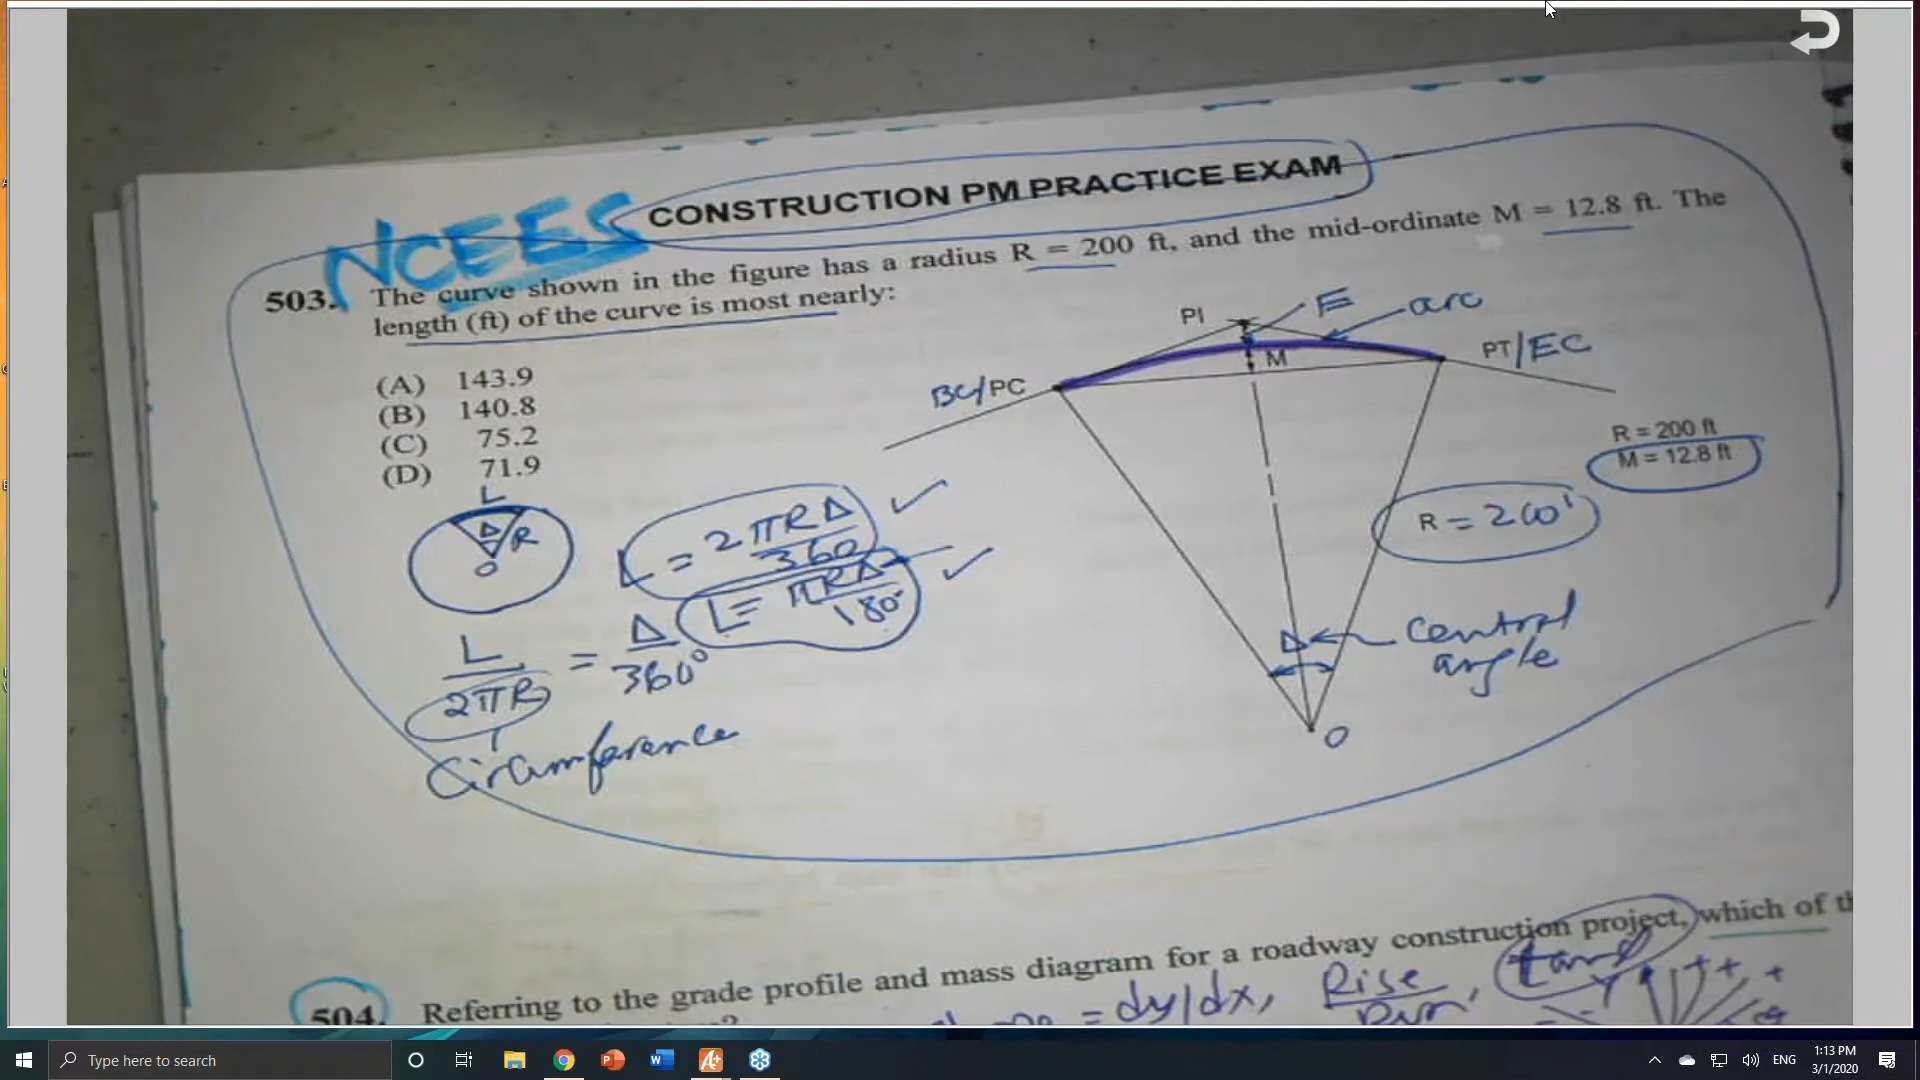 CONSTRUCTION PM PRACTICE EXAM
NCEES
503. The curve shown in the figure has a radius R = 200 ft, and the mid-ordinate M = 12.8 ft. The
length (ft) of the curve is most nearly:
(A) 143.9
(B) 140.8
(C) 75.2
(D) 71.9
PI
E
arc
M
PT/EC
BC/PC
R = 200 ft
M = 12.8 ft
R = 200'
L
Δ
R
O
L = 2πRΔ
360
L = πRΔ
180°
L = Δ
2πR 360°
Circumference
Δ
central
angle
O
504. Referring to the grade profile and mass diagram for a roadway construction project, which of
= dy/dx, Rise
Run
Type here to search
ENG
1:13 PM
3/1/2020